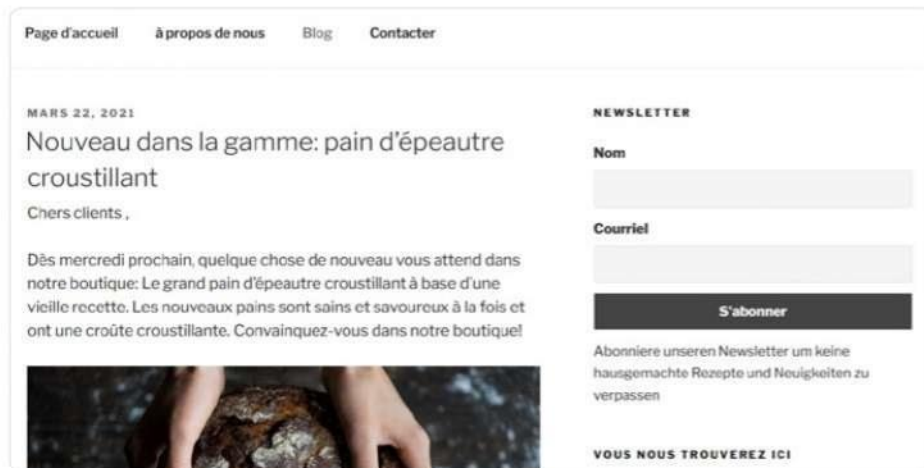 Page d'accueil à propos de nous Blog Contacter
MARS 22, 2021
Nouveau dans la gamme: pain d'épeautre
croustillant
Chers clients ,
Dès mercredi prochain, quelque chose de nouveau vous attend dans
notre boutique: Le grand pain d'épeautre croustillant à base d'une
vieille recette. Les nouveaux pains sont sains et savoureux à la fois et
ont une croûte croustillante. Convainquez-vous dans notre boutique!
NEWSLETTER
Nom
Courriel
S'abonner
Abonniere unseren Newsletter um keine
hausgemachte Rezepte und Neuigkeiten zu
verpassen
VOUS NOUS TROUVEREZ ICI